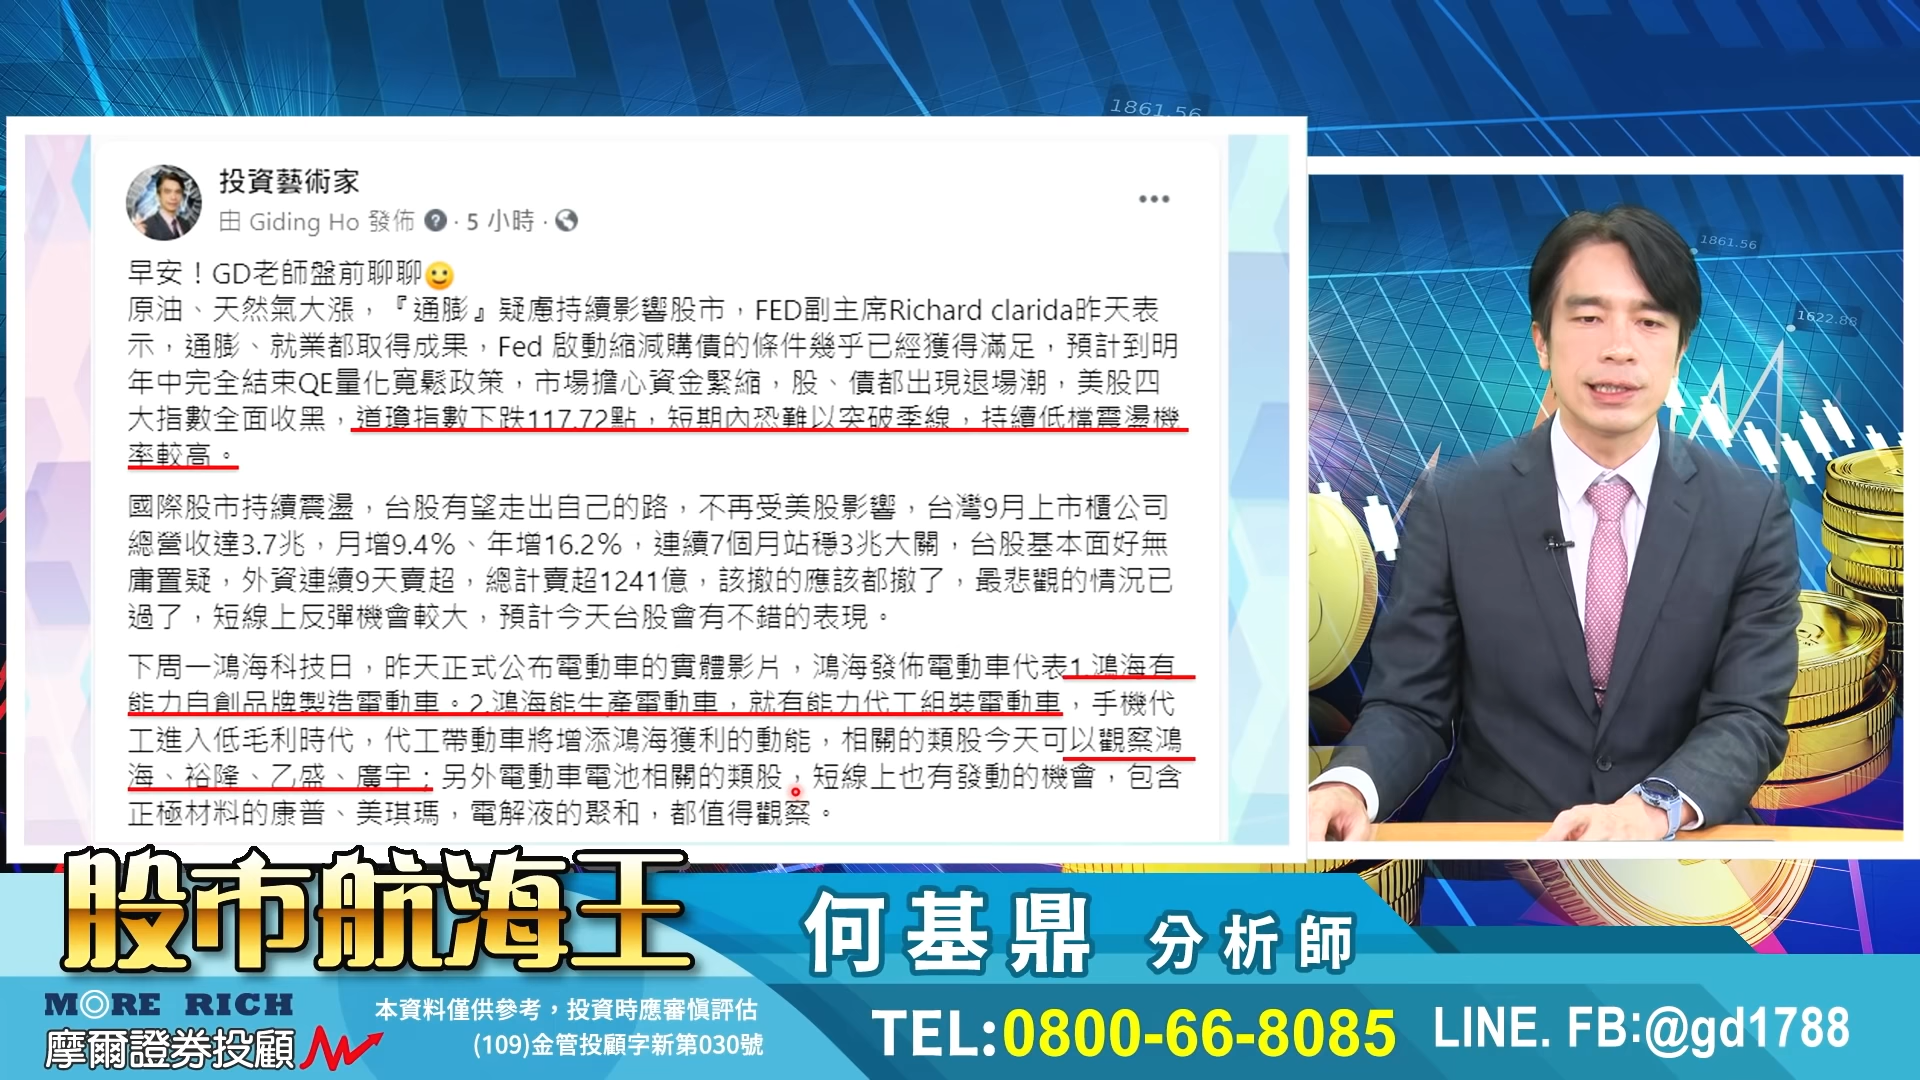 1861.56
投資藝術家
由 Giding Ho 發佈 · 5 小時 ·
早安！GD老師盤前聊聊
原油、天然氣大漲，『通膨』疑慮持續影響股市，FED副主席Richard clarida昨天表
示，通膨、就業都取得成果，Fed 啟動縮減購債的條件幾乎已經獲得滿足，預計到明
年中完全結束QE量化寬鬆政策，市場擔心資金緊縮，股、債都出現退場潮，美股四
大指數全面收黑，道瓊指數下跌117.72點，短期內恐難以突破季線，持續低檔震盪機
率較高。
國際股市持續震盪，台股有望走出自己的路，不再受美股影響，台灣9月上市櫃公司
總營收達3.7兆，月增9.4%、年增16.2%，連續7個月站穩3兆大關，台股基本面好無
庸置疑，外資連續9天賣超，總計賣超1241億，該撤的應該都撤了，最悲觀的情況已
過了，短線上反彈機會較大，預計今天台股會有不錯的表現。
下周一鴻海科技日，昨天正式公布電動車的實體影片，鴻海發佈電動車代表1.鴻海有
能力自創品牌製造電動車。2.鴻海能生產電動車，就有能力代工組裝電動車，手機代
工進入低毛利時代，代工帶動車將增添鴻海獲利的動能，相關的類股今天可以觀察鴻
海、裕隆、乙盛、廣宇；另外電動車電池相關的類股，短線上也有發動的機會，包含
正極材料的康普、美琪瑪，電解液的聚和，都值得觀察。
1861.56
1622.88
股市航海王
何基鼎 分析師
MORE RICH
摩爾證券投顧
本資料僅供參考，投資時應審慎評估
(109)金管投顧字新第030號
TEL:0800-66-8085
LINE. FB:@gd1788